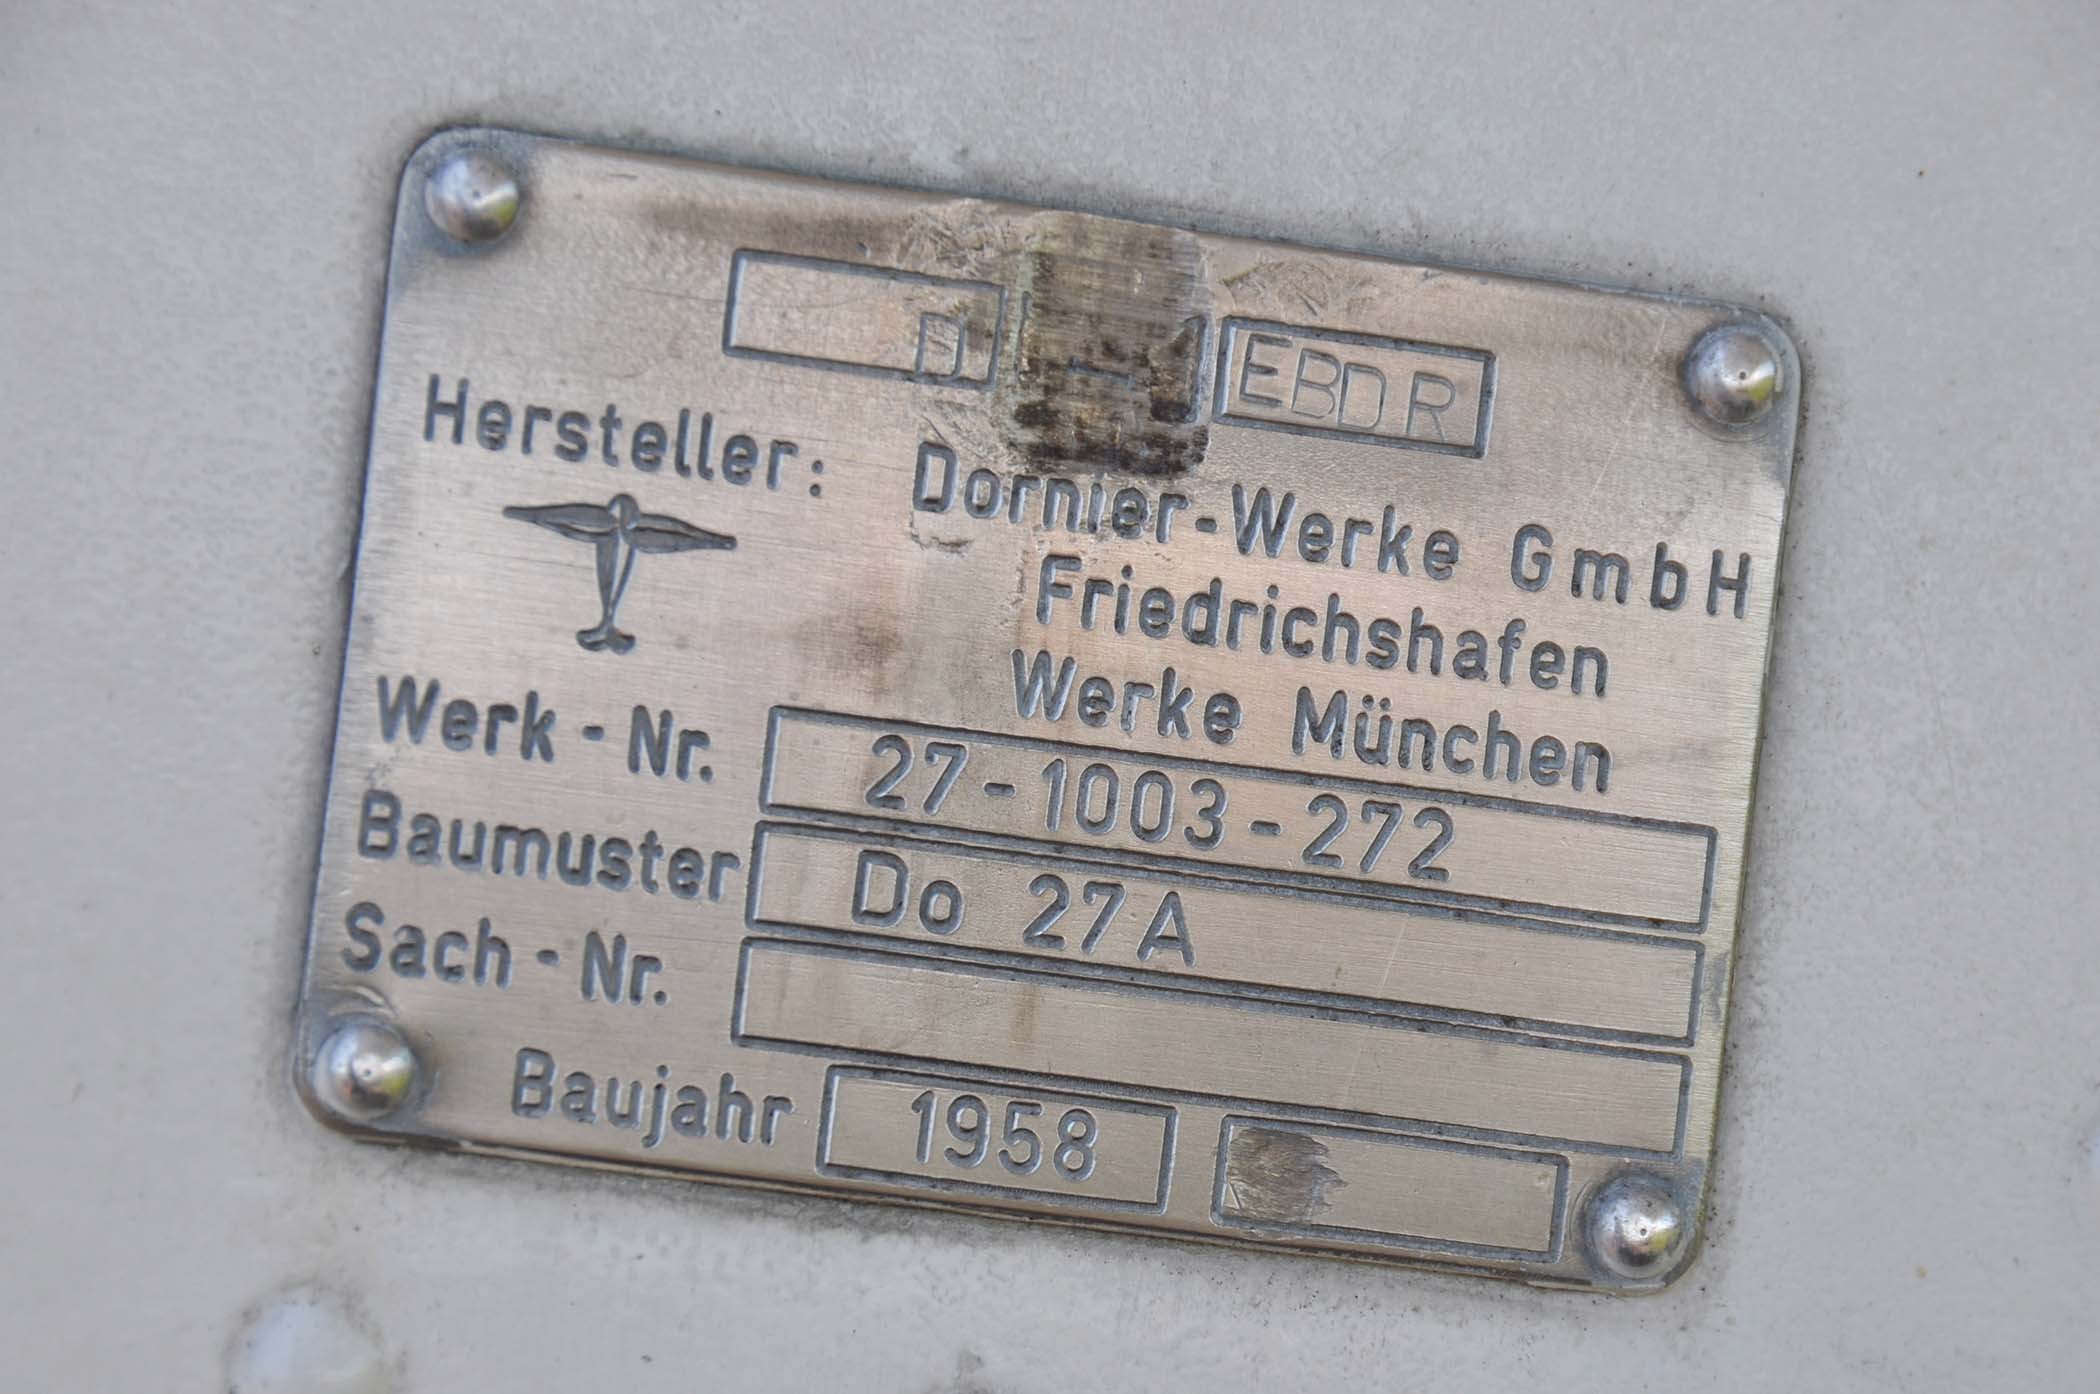 D - EBDR
Hersteller: Dornier-Werke GmbH
Friedrichshafen
Werke München
Werk-Nr. 27-1003-272
Baumuster Do 27A
Sach-Nr.
Baujahr 1958